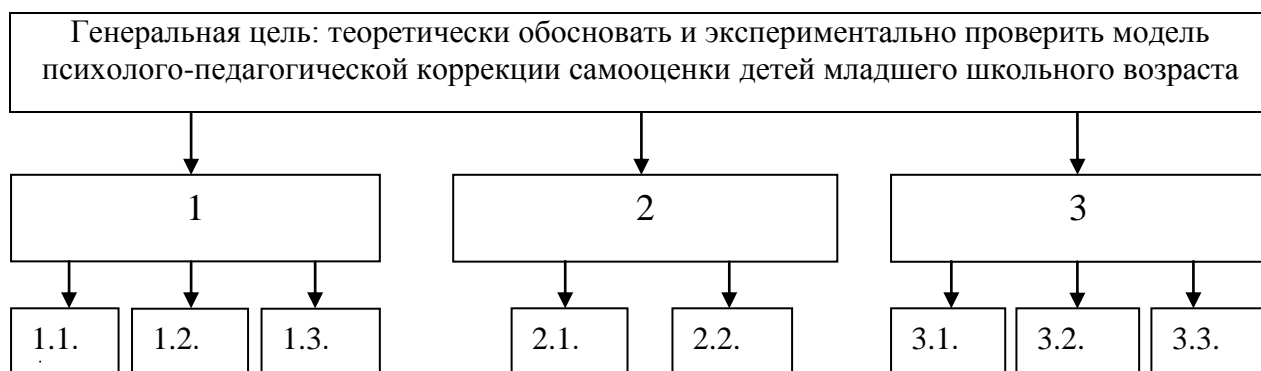 Генеральная цель: теоретически обосновать и экспериментально проверить модель
психолого-педагогической коррекции самооценки детей младшего школьного возраста
1 2 3
1.1. 1.2. 1.3. 2.1. 2.2. 3.1. 3.2. 3.3.